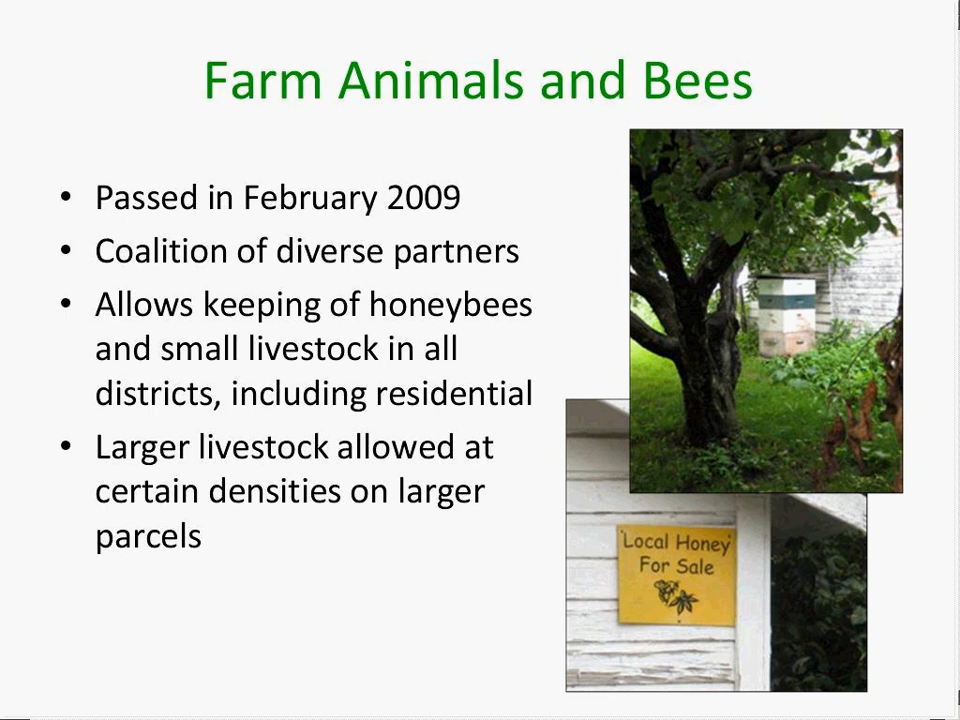 Farm Animals and Bees
• Passed in February 2009
• Coalition of diverse partners
• Allows keeping of honeybees
and small livestock in all
districts, including residential
• Larger livestock allowed at
certain densities on larger
parcels
Local Honey
For Sale